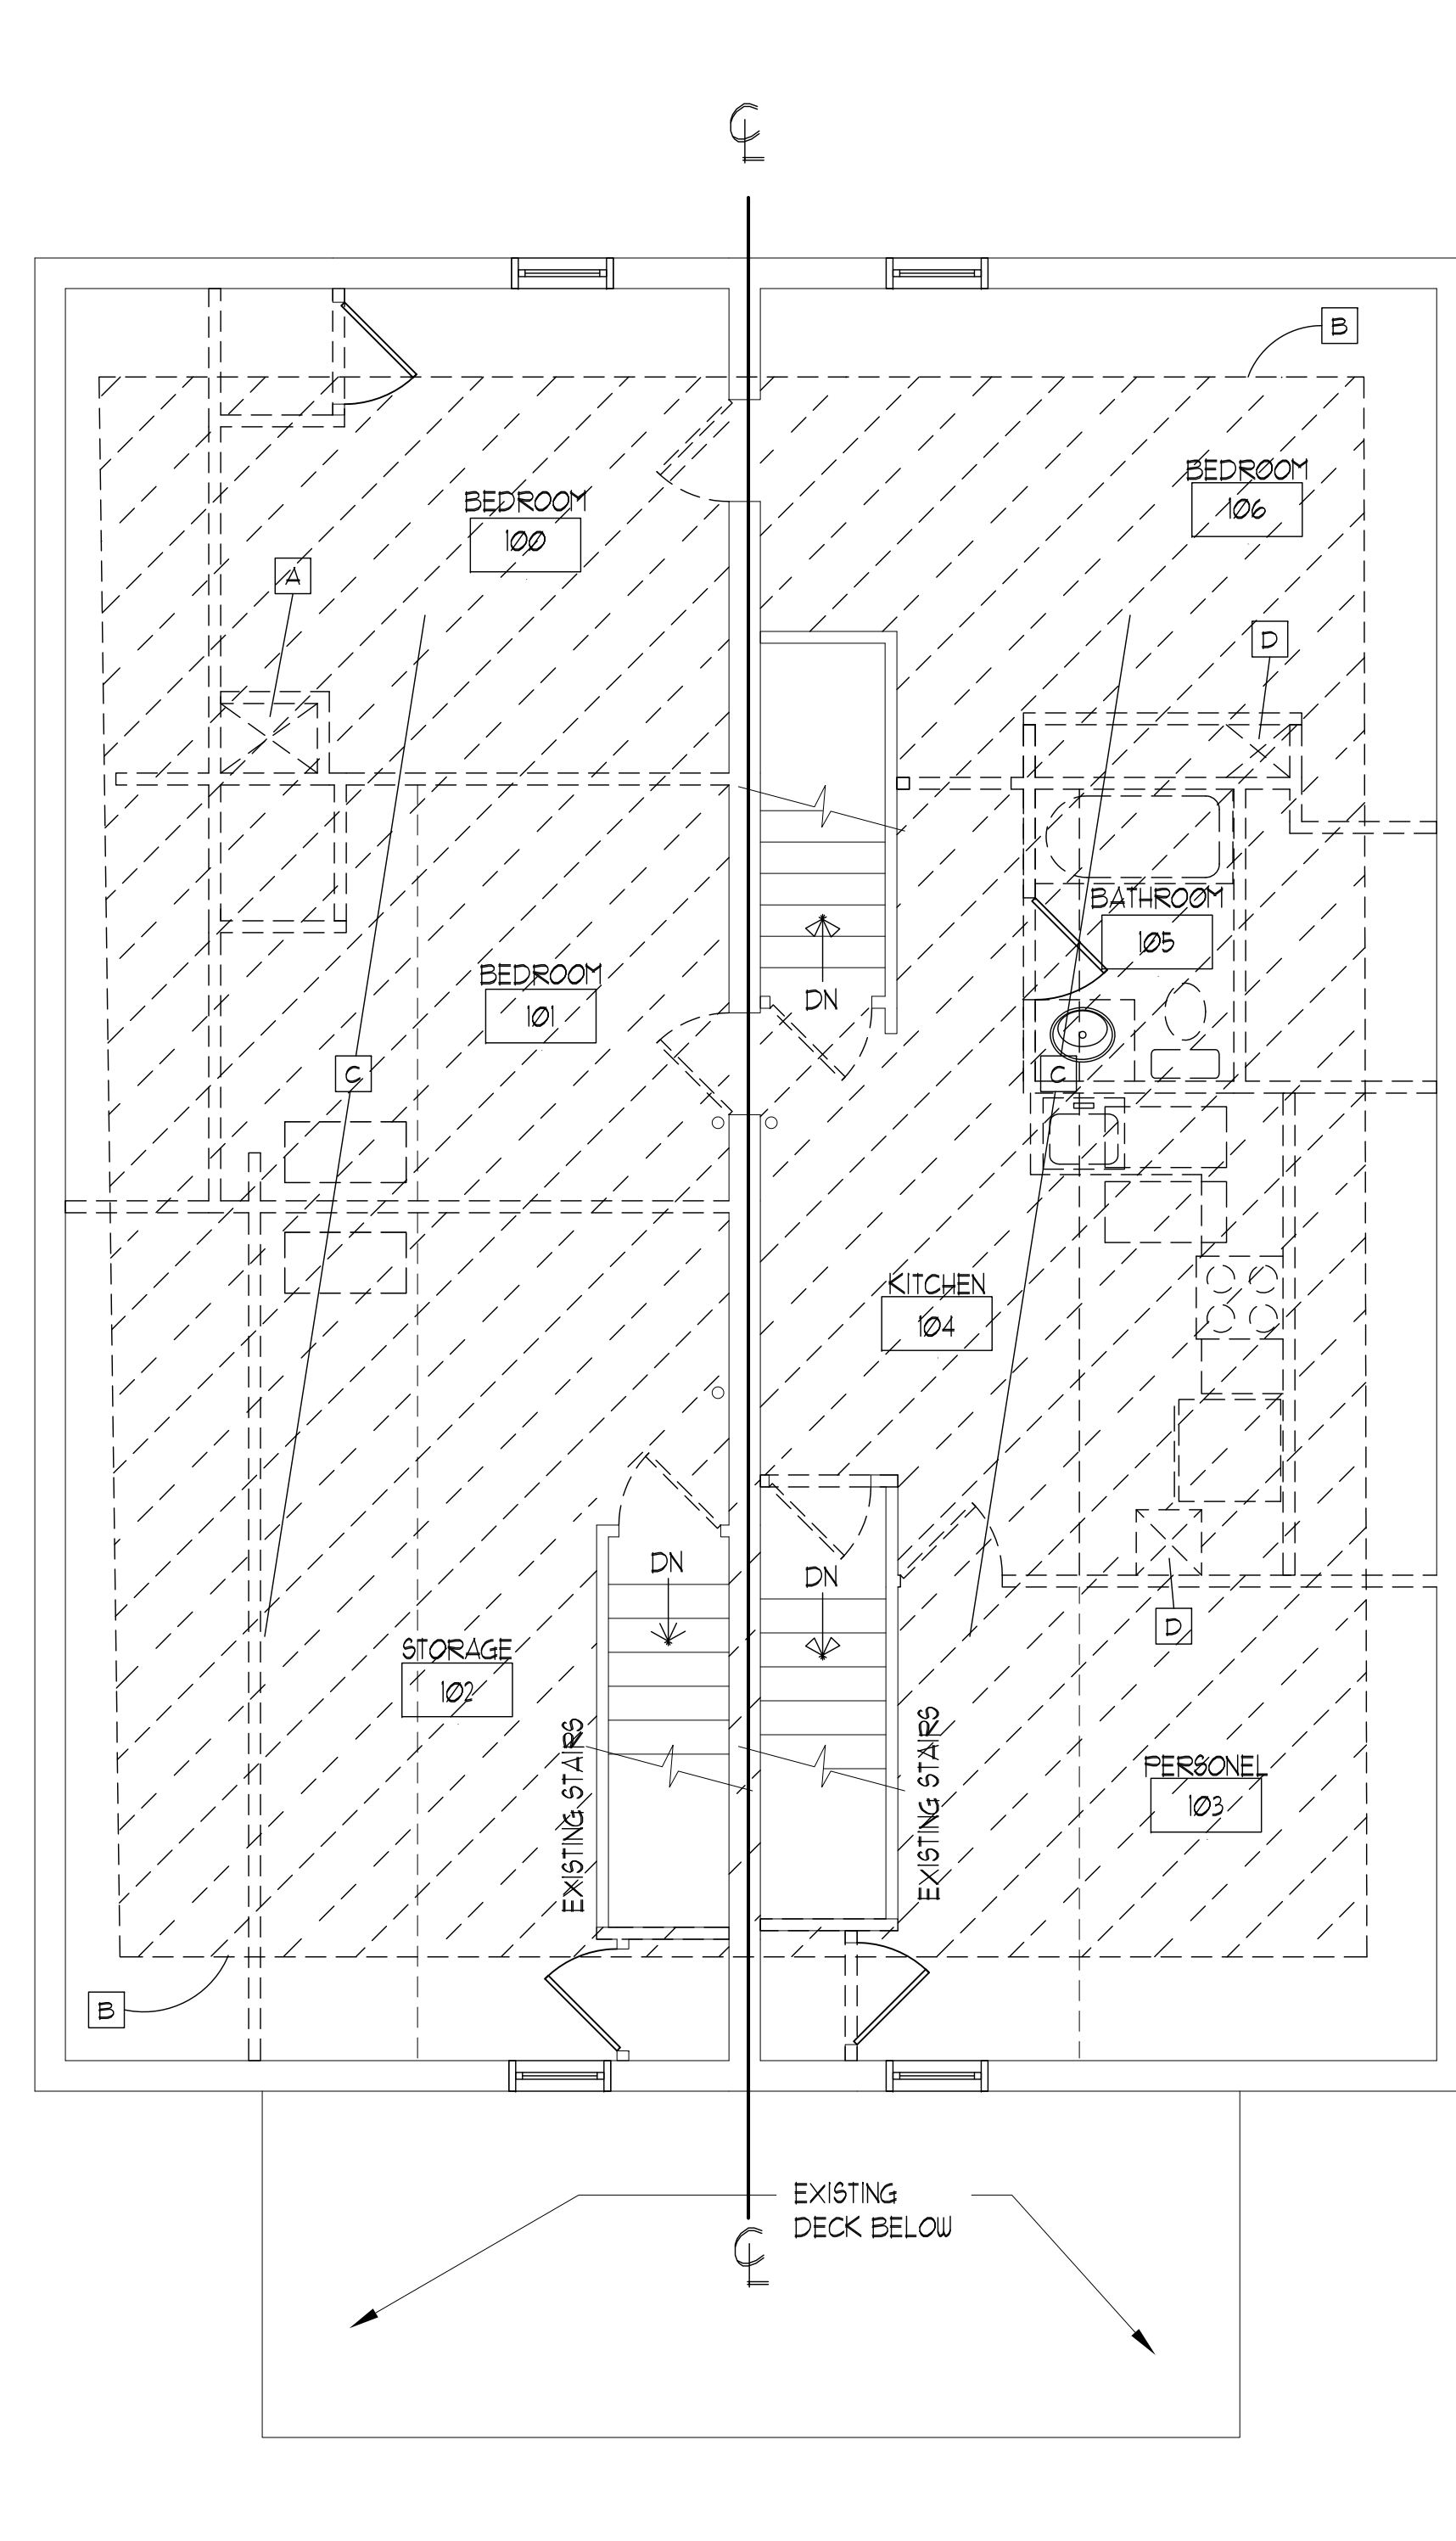 ℄
B
BEDROOM
106
BEDROOM
100
A
D
BATHROOM
105
BEDROOM
101
DN
C
C
KITCHEN
104
DN
DN
D
STORAGE
102
EXISTING STAIRS
EXISTING STAIRS
PERSONEL
103
B
EXISTING
DECK BELOW
℄